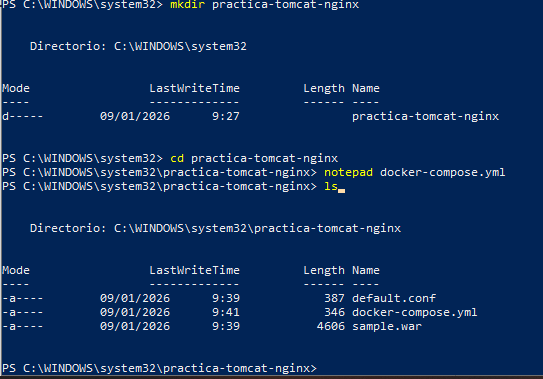 PS C:\WINDOWS\system32> mkdir practica-tomcat-nginx
Directorio: C:\WINDOWS\system32
Mode LastWriteTime Length Name
---- ------------- ------ ----
d----- 09/01/2026 9:27 practica-tomcat-nginx
PS C:\WINDOWS\system32> cd practica-tomcat-nginx
PS C:\WINDOWS\system32\practica-tomcat-nginx> notepad docker-compose.yml
PS C:\WINDOWS\system32\practica-tomcat-nginx> ls
Directorio: C:\WINDOWS\system32\practica-tomcat-nginx
Mode LastWriteTime Length Name
---- ------------- ------ ----
-a---- 09/01/2026 9:39 387 default.conf
-a---- 09/01/2026 9:41 346 docker-compose.yml
-a---- 09/01/2026 9:39 4606 sample.war
PS C:\WINDOWS\system32\practica-tomcat-nginx>